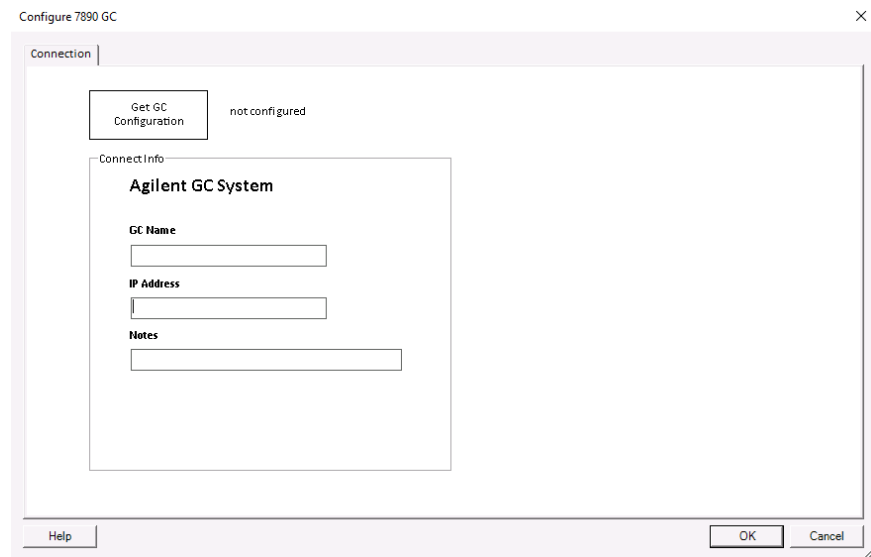 Configure 7890 GC
Connection
Get GC
Configuration
not configured
Connect Info
Agilent GC System
GC Name
IP Address
Notes
Help
OK
Cancel